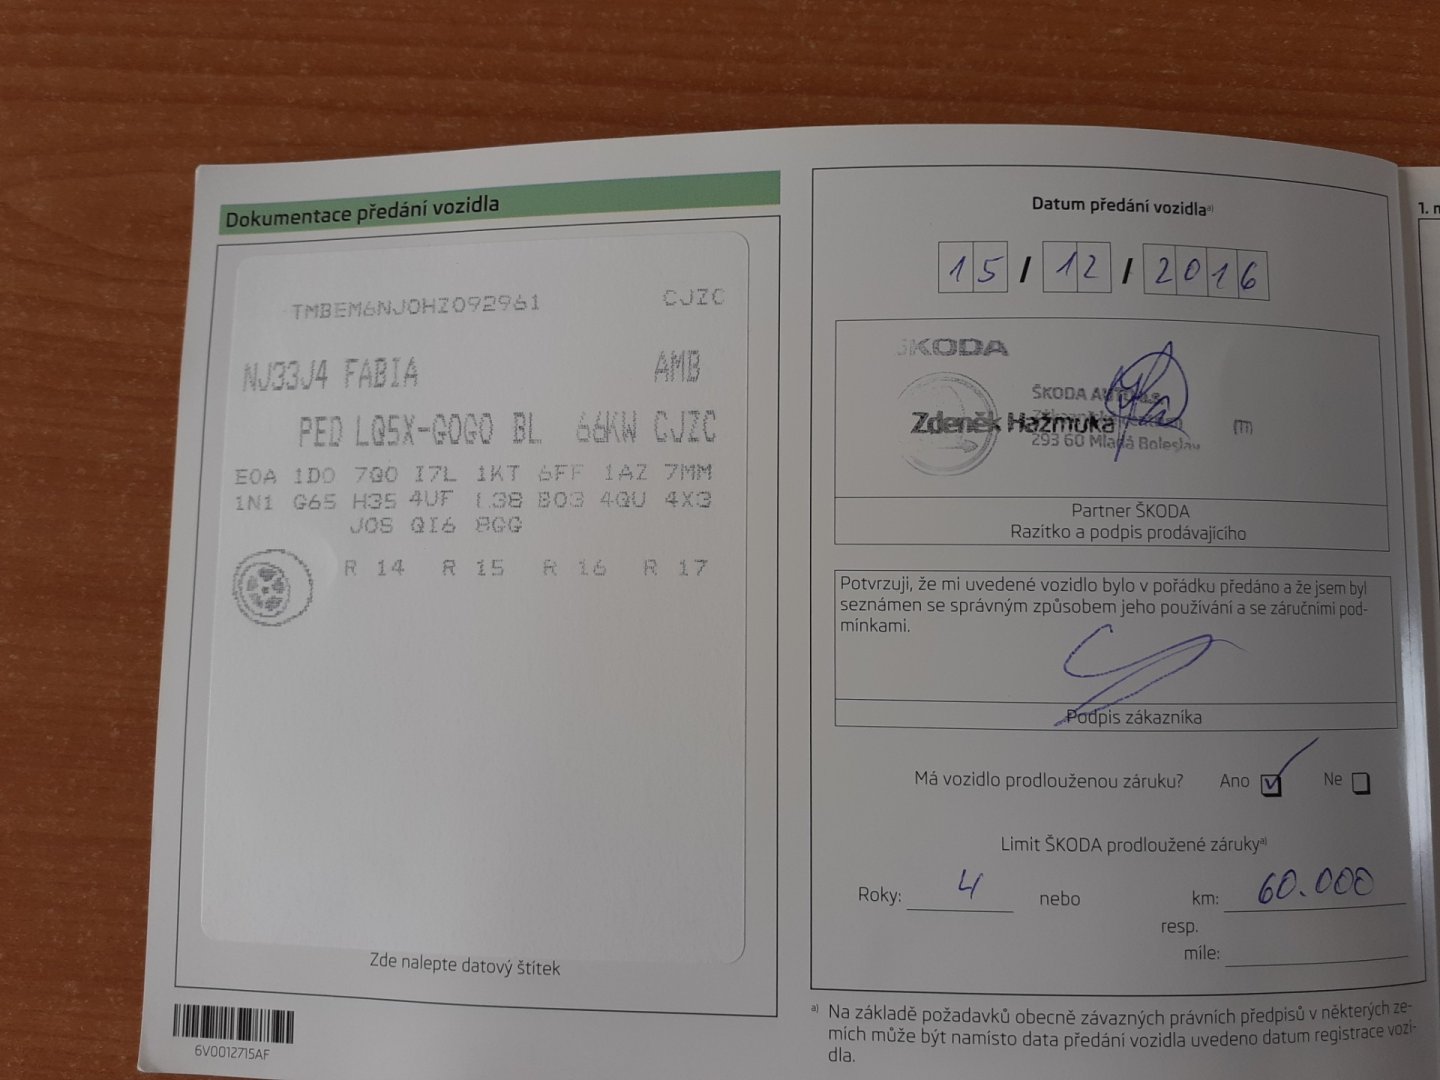 Dokumentace předání vozidla
TMBEM6NJ0HZ092961 CJZC
NJ33J4 FABIA AMB
PED LQ5X-G0G0 BL 66KW CJZC
E0A 1D0 7Q0 I7L 1KT 6FF 1AZ 7MM
1N1 G65 H35 4UF L38 B03 4QU 4X3
J0S QI6 8GG
R 14 R 15 R 16 R 17
Zde nalepte datový štítek
6V0012715AF
Datum předání vozidla a)
15 / 12 / 2016
ŠKODA
ŠKODA AUTO a.s.
Zdeněk Hažmuka
293 60 Mladá Boleslav
Partner ŠKODA
Razítko a podpis prodávajícího
Potvrzuji, že mi uvedené vozidlo bylo v pořádku předáno a že jsem byl
seznámen se správným způsobem jeho používání a se záručními pod-
mínkami.
Podpis zákazníka
Má vozidlo prodlouženou záruku? Ano Ne
Limit ŠKODA prodloužené záruky a)
Roky: 4 nebo km: 60.000
resp.
míle:
a) Na základě požadavků obecně závazných právních předpisů v některých ze-
mích může být namísto data předání vozidla uvedeno datum registrace vozi-
dla.